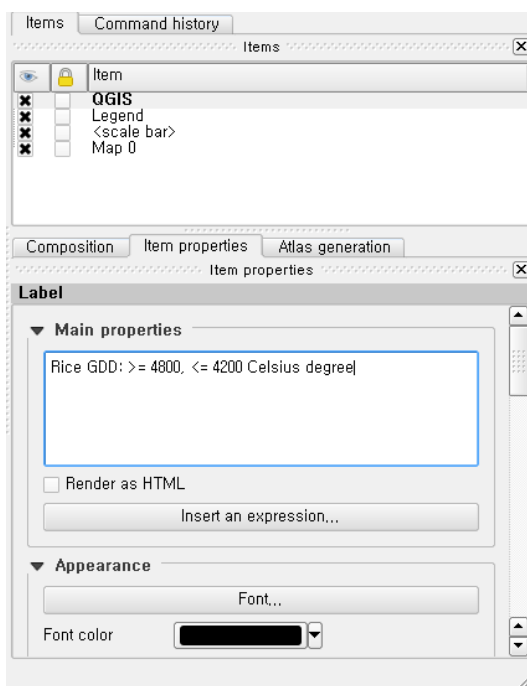 Items Command history
Items
Item
QGIS
Legend
<scale bar>
Map 0
Composition Item properties Atlas generation
Item properties
Label
Main properties
Rice GDD: >= 4800, <= 4200 Celsius degree
Render as HTML
Insert an expression...
Appearance
Font...
Font color